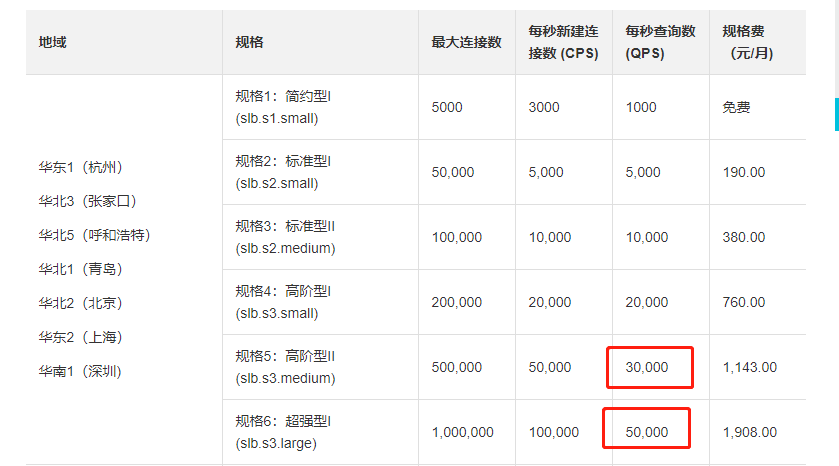 地域
规格
最大连接数
每秒新建连
接数 (CPS)
每秒查询数
(QPS)
规格费
（元/月)
华东1（杭州）
华北3（张家口）
华北5（呼和浩特）
华北1（青岛）
华北2（北京）
华东2（上海）
华南1（深圳)
规格1：简约型I
(slb.s1.small)
5000
3000
1000
免费
规格2：标准型I
(slb.s2.small)
50,000
5,000
5,000
190.00
规格3：标准型II
(slb.s2.medium)
100,000
10,000
10,000
380.00
规格4：高阶型I
(slb.s3.small)
200,000
20,000
20,000
760.00
规格5：高阶型II
(slb.s3.medium)
500,000
50,000
30,000
1,143.00
规格6：超强型I
(slb.s3.large)
1,000,000
100,000
50,000
1,908.00